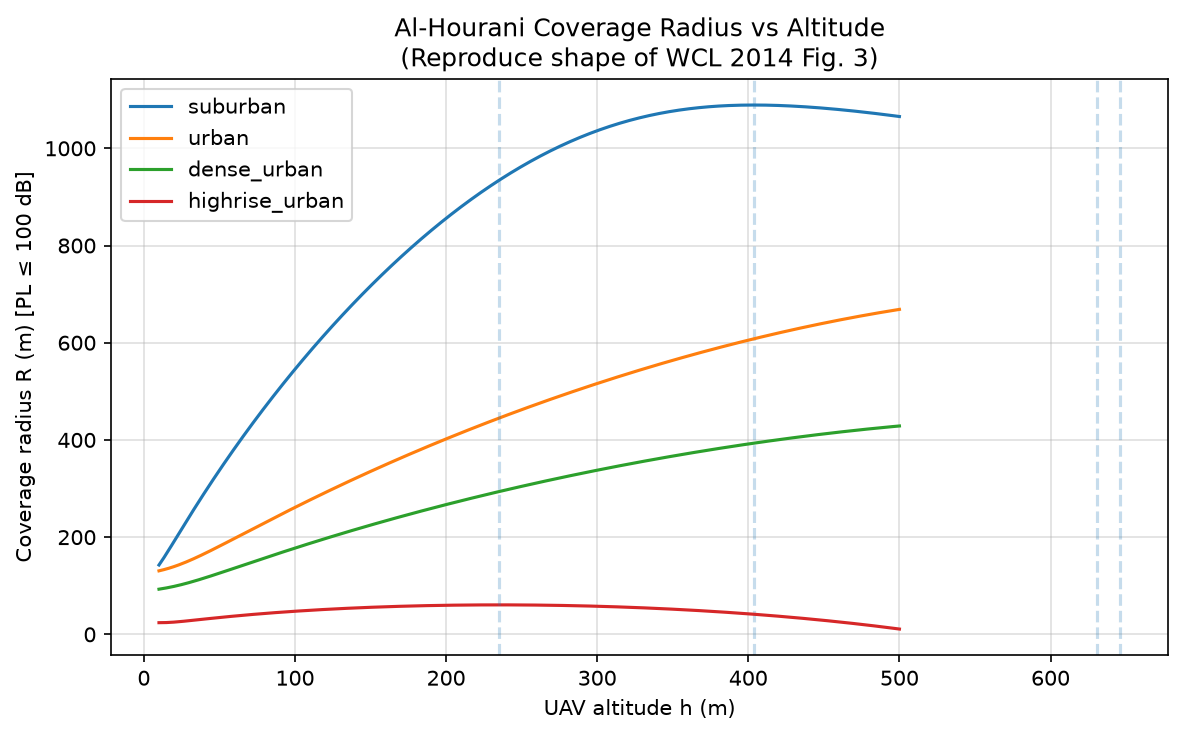 Al-Hourani Coverage Radius vs Altitude
(Reproduce shape of WCL 2014 Fig. 3)
suburban
urban
dense_urban
highrise_urban
Coverage radius R (m) [PL ≤ 100 dB]
1000
800
600
400
200
0
0 100 200 300 400 500 600
UAV altitude h (m)